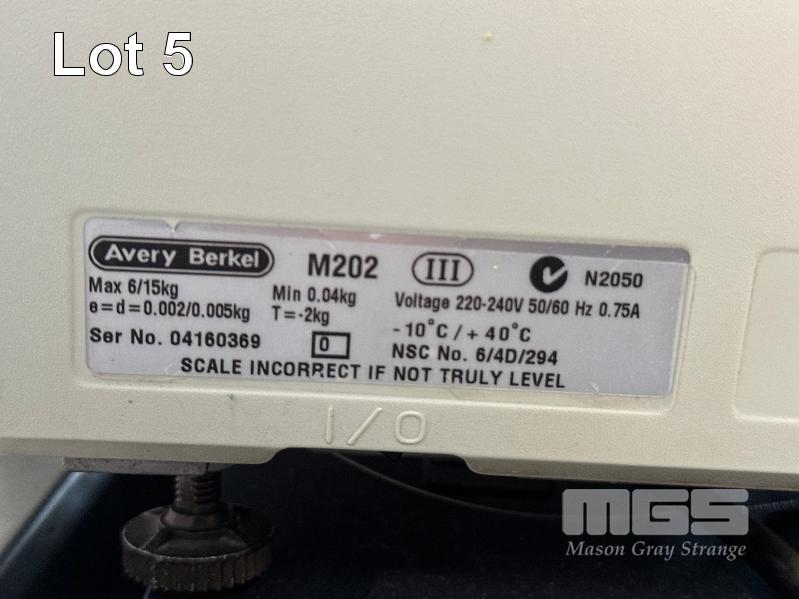 Lot 5
Avery Berkel M202 III N2050
Max 6/15kg Min 0.04kg Voltage 220-240V 50/60 Hz 0.75A
e=d=0.002/0.005kg T=-2kg
-10°C/+40°C
Ser No. 04160369 0 NSC No. 6/4D/294
SCALE INCORRECT IF NOT TRULY LEVEL
I/O
MGS
Mason Gray Strange